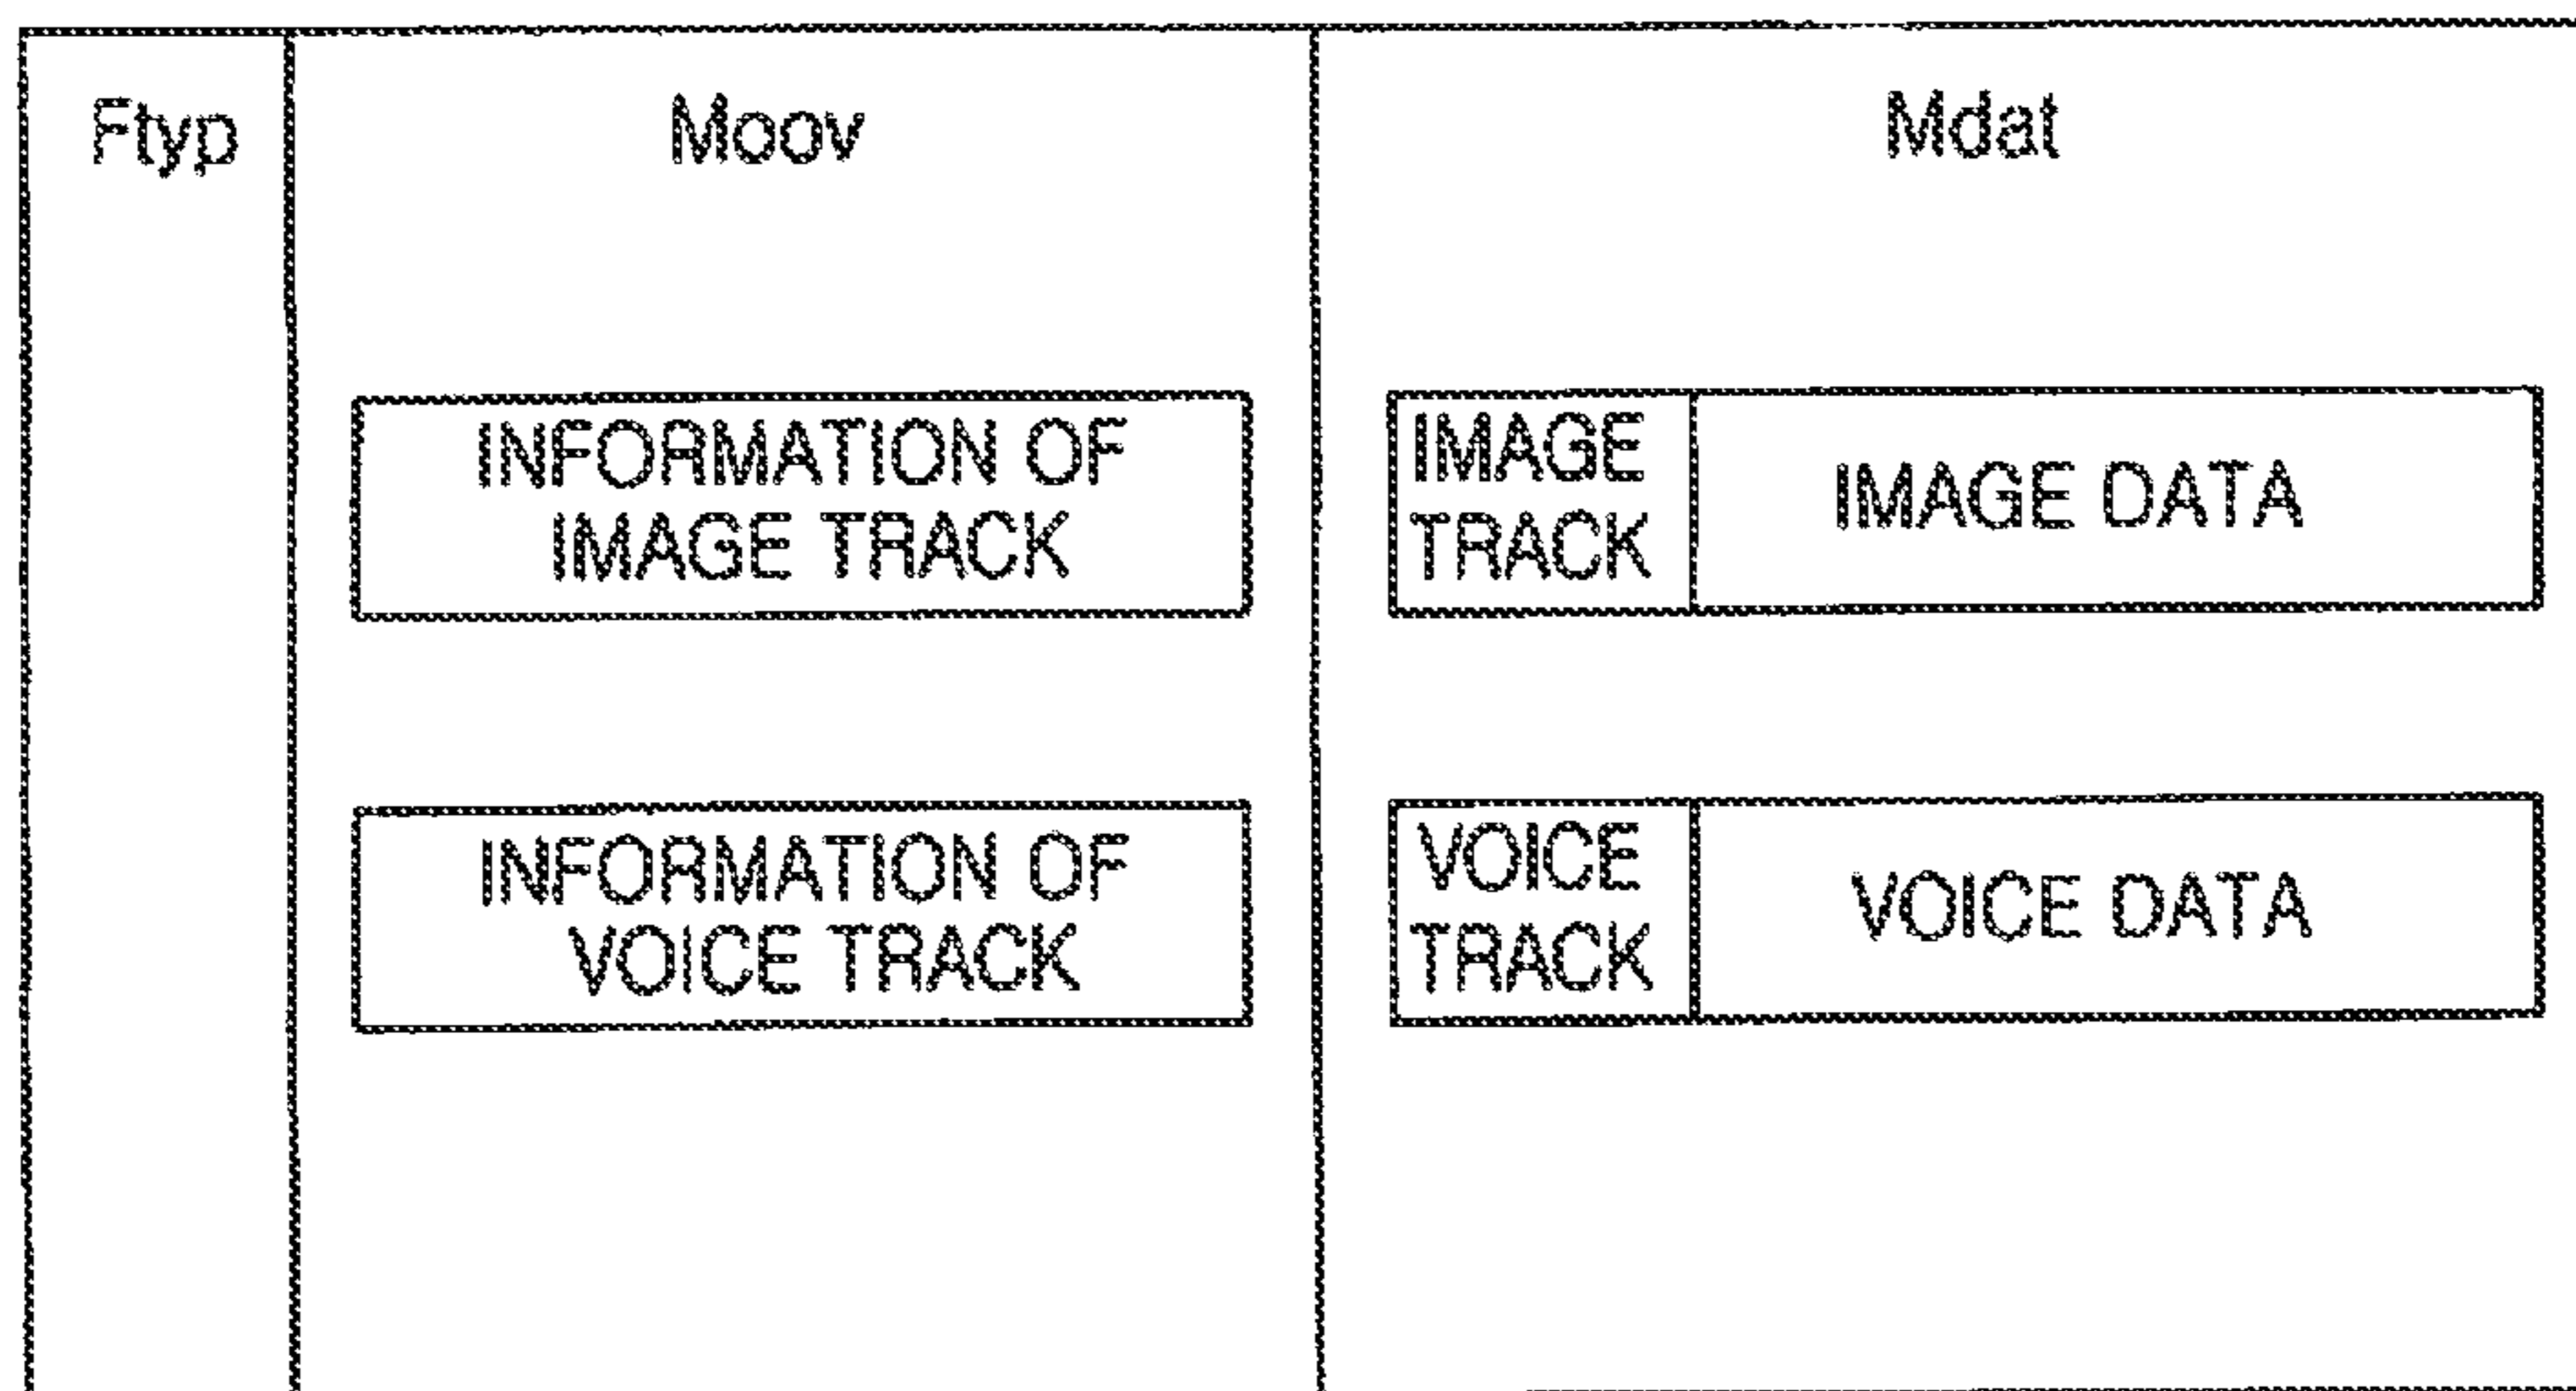 Ftyp
Moov
Mdat
INFORMATION OF
IMAGE TRACK
IMAGE
TRACK
IMAGE DATA
INFORMATION OF
VOICE TRACK
VOICE
TRACK
VOICE DATA